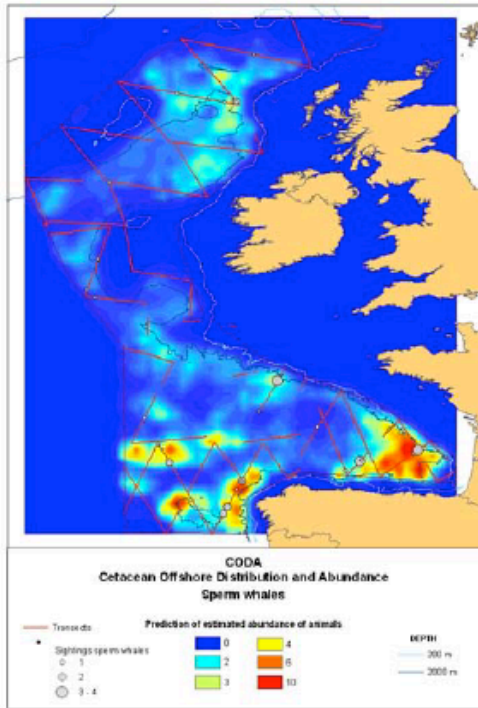 CODA
Cetacean Offshore Distribution and Abundance
Sperm whales
Transects
Sightings sperm whales
1
2
3 - 4
Prediction of estimated abundance of animals
0
2
3
4
6
10
DEPTH
200 m
2000 m